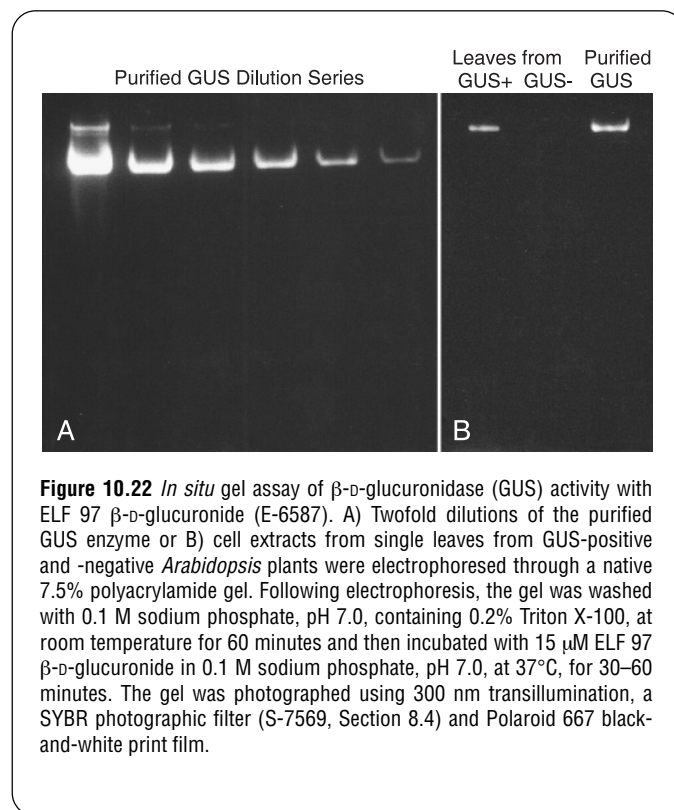 Purified GUS Dilution Series
Leaves from Purified
GUS+ GUS- GUS
A B
Figure 10.22 In situ gel assay of β-D-glucuronidase (GUS) activity with
ELF 97 β-D-glucuronide (E-6587). A) Twofold dilutions of the purified
GUS enzyme or B) cell extracts from single leaves from GUS-positive
and -negative Arabidopsis plants were electrophoresed through a native
7.5% polyacrylamide gel. Following electrophoresis, the gel was washed
with 0.1 M sodium phosphate, pH 7.0, containing 0.2% Triton X-100, at
room temperature for 60 minutes and then incubated with 15 µM ELF 97
β-D-glucuronide in 0.1 M sodium phosphate, pH 7.0, at 37°C, for 30–60
minutes. The gel was photographed using 300 nm transillumination, a
SYBR photographic filter (S-7569, Section 8.4) and Polaroid 667 black-
and-white print film.